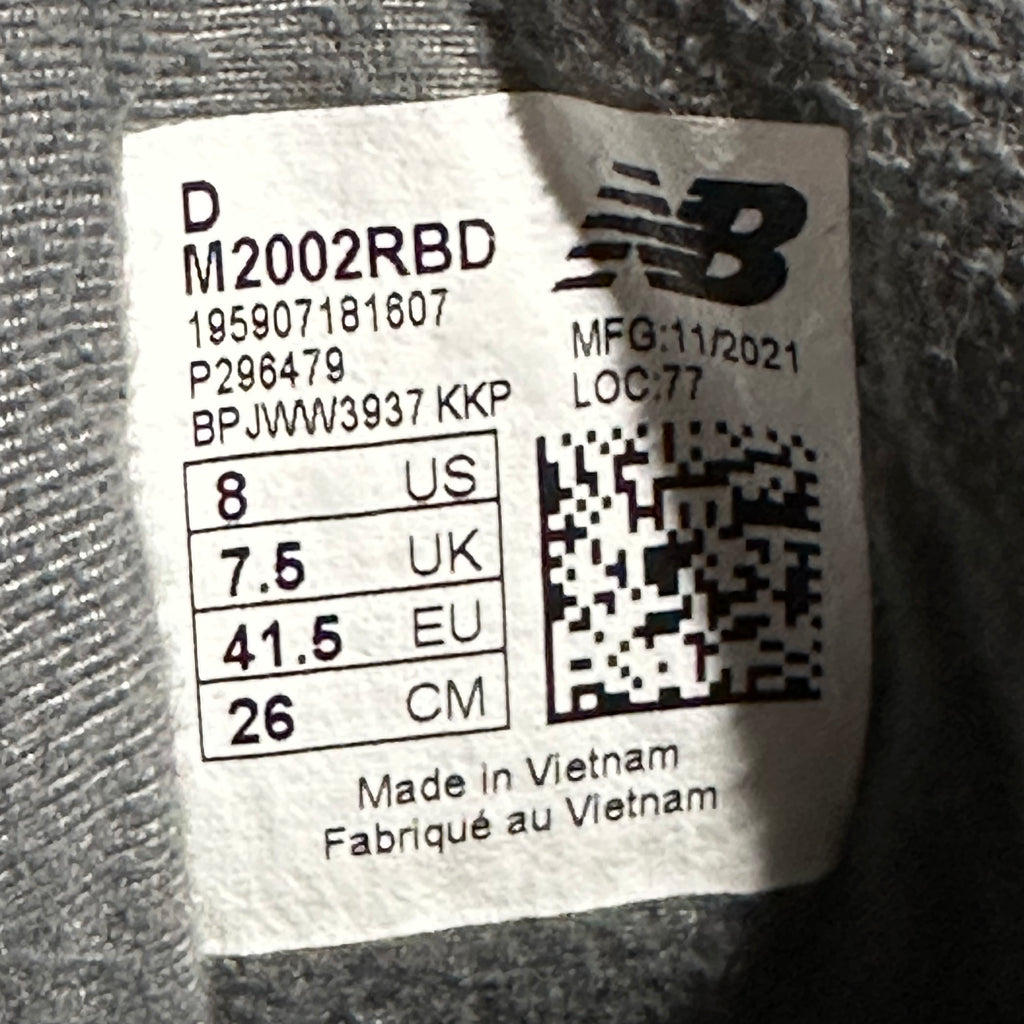 D
M2002RBD
195907181607
P296479
BPJWW3937 KKP
NB
MFG:11/2021
LOC:77
8 US
7.5 UK
41.5 EU
26 CM
Made in Vietnam
Fabriqué au Vietnam